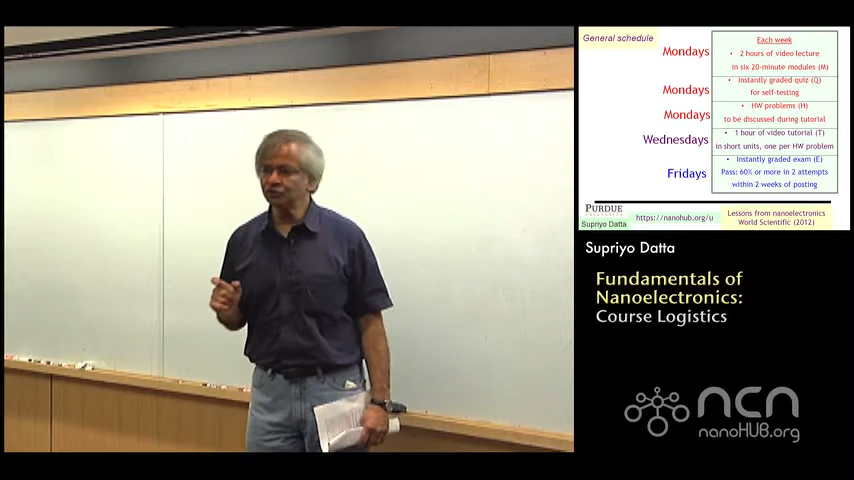 General schedule
Each week
Mondays
• 2 hours of video lecture
in six 20-minute modules (M)
Mondays
• Instantly graded quiz (Q)
for self-testing
Mondays
• HW problems (H)
to be discussed during tutorial
Wednesdays
• 1 hour of video tutorial (T)
in short units, one per HW problem
Fridays
• Instantly graded exam (E)
Pass: 60% or more in 2 attempts
within 2 weeks of posting
PURDUE
UNIVERSITY
Supriyo Datta
https://nanohub.org/u
Lessons from nanoelectronics
World Scientific (2012)
Supriyo Datta
Fundamentals of
Nanoelectronics:
Course Logistics
ncn
nanoHUB.org